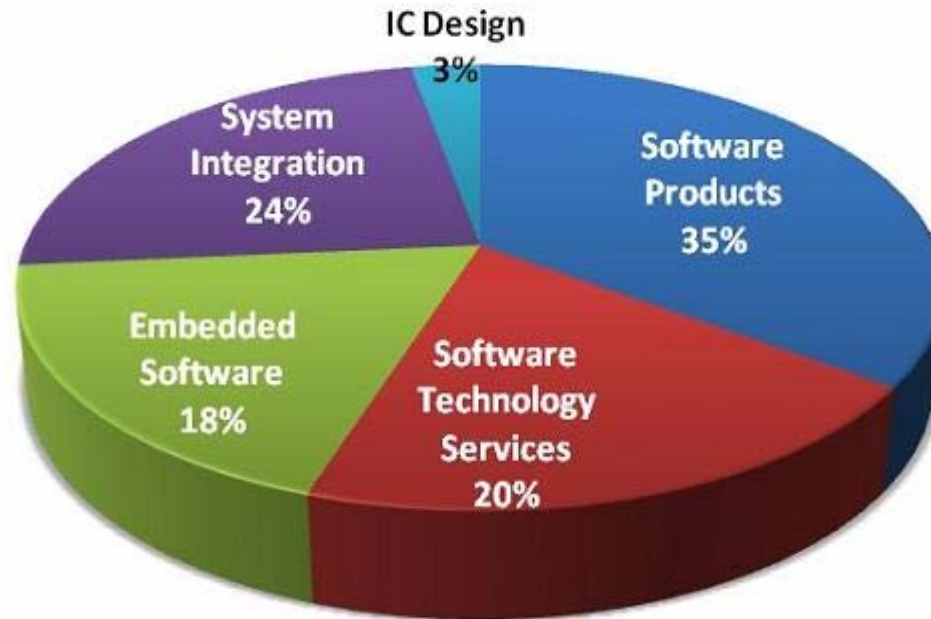 IC Design
3%
Software
Products
35%
Software
Technology
Services
20%
Embedded
Software
18%
System
Integration
24%